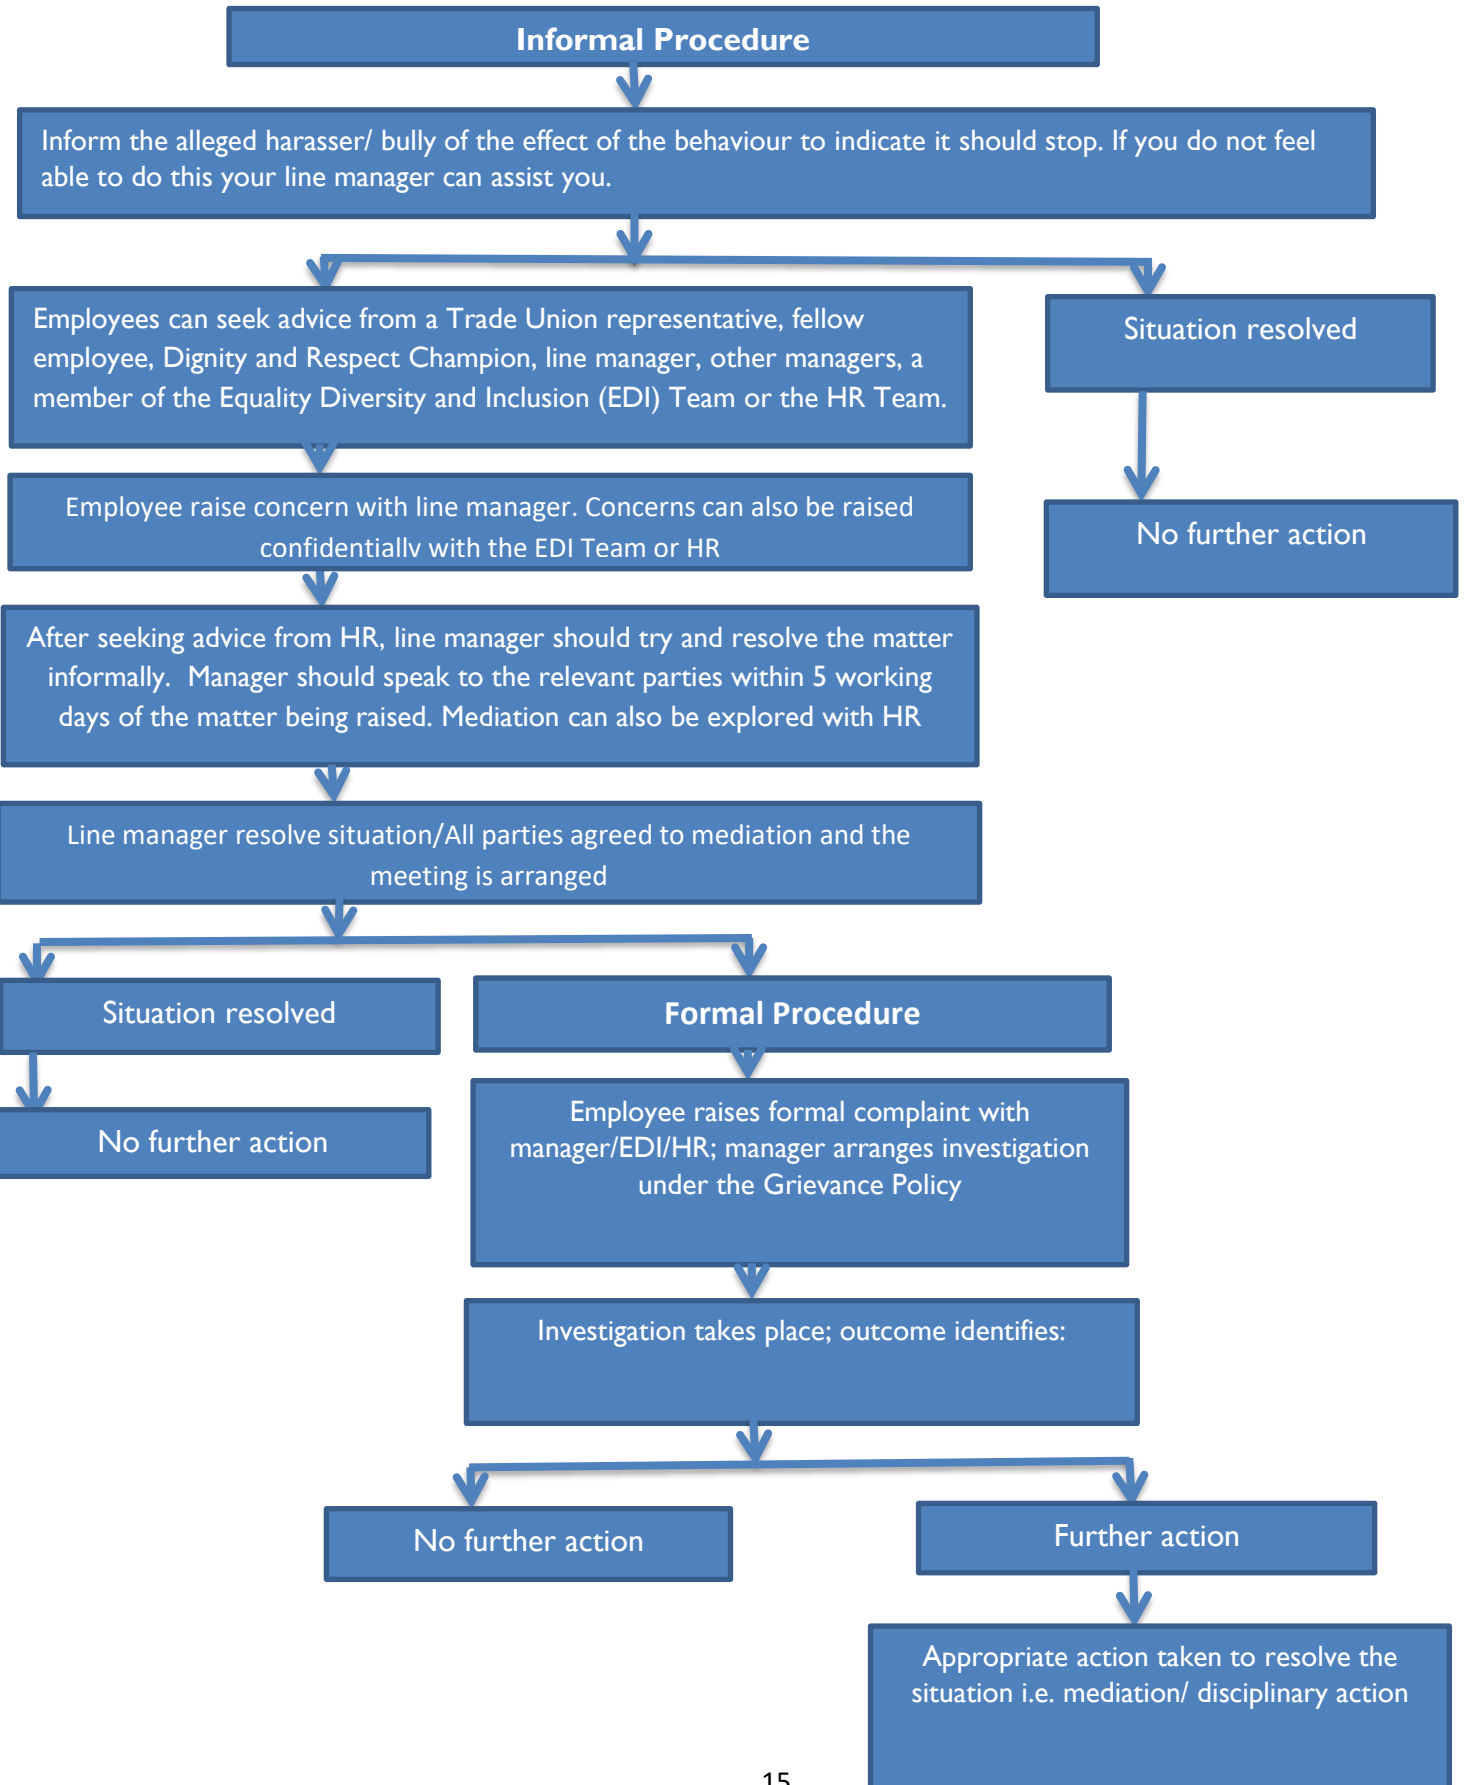 Informal Procedure
Inform the alleged harasser/ bully of the effect of the behaviour to indicate it should stop. If you do not feel
able to do this your line manager can assist you.
Employees can seek advice from a Trade Union representative, fellow
employee, Dignity and Respect Champion, line manager, other managers, a
member of the Equality Diversity and Inclusion (EDI) Team or the HR Team.
Situation resolved
Employee raise concern with line manager. Concerns can also be raised
confidentially with the EDI Team or HR
No further action
After seeking advice from HR, line manager should try and resolve the matter
informally.  Manager should speak to the relevant parties within 5 working
days of the matter being raised. Mediation can also be explored with HR
Line manager resolve situation/All parties agreed to mediation and the
meeting is arranged
Situation resolved
Formal Procedure
No further action
Employee raises formal complaint with
manager/EDI/HR; manager arranges investigation
under the Grievance Policy
Investigation takes place; outcome identifies:
No further action
Further action
Appropriate action taken to resolve the
situation i.e. mediation/ disciplinary action
15